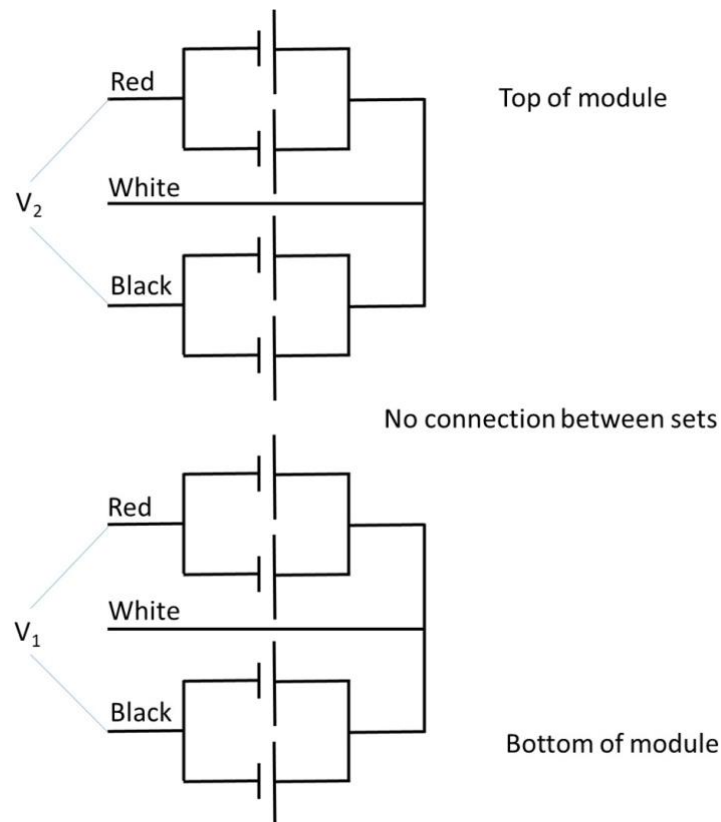 Red
Top of module
White
V₂
Black
No connection between sets
Red
White
V₁
Black
Bottom of module